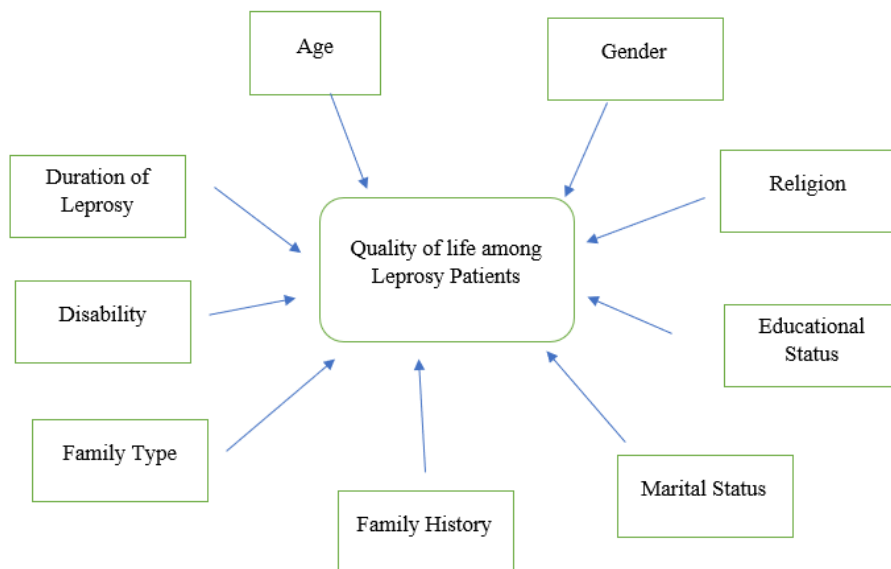 Age
Gender
Duration of
Leprosy
Religion
Quality of life among
Leprosy Patients
Disability
Educational
Status
Family Type
Marital Status
Family History